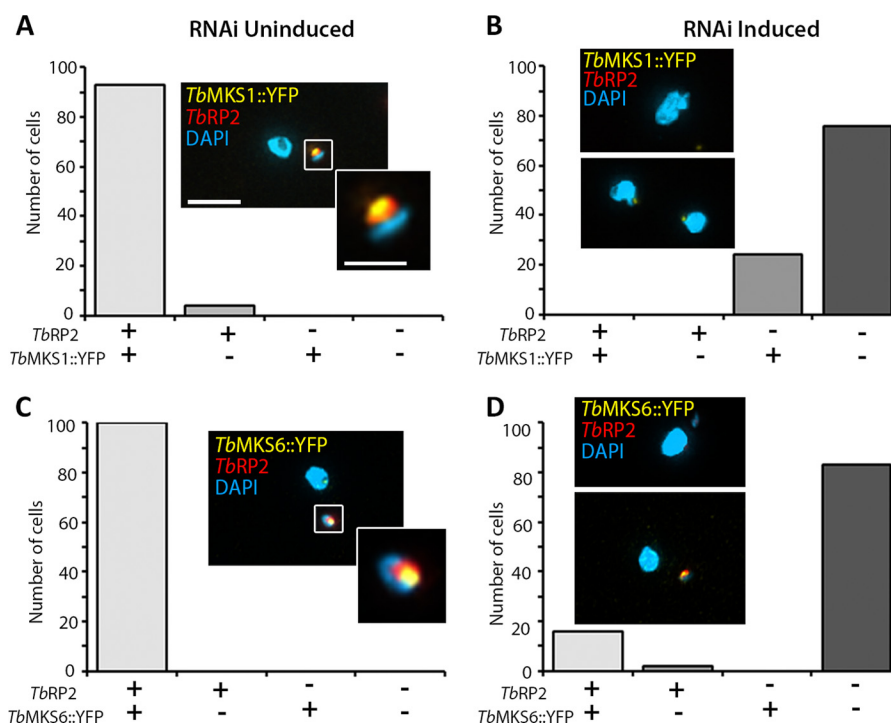 A
RNAi Uninduced
B
RNAi Induced
100
80
60
40
20
0
Number of cells
TbMKS1::YFP
TbRP2
DAPI
TbRP2 + + - -
TbMKS1::YFP + - + -
100
80
60
40
20
0
Number of cells
TbMKS1::YFP
TbRP2
DAPI
TbRP2 + + - -
TbMKS1::YFP + - + -
C
100
80
60
40
20
0
Number of cells
TbMKS6::YFP
TbRP2
DAPI
TbRP2 + + - -
TbMKS6::YFP + - + -
D
100
80
60
40
20
0
Number of cells
TbMKS6::YFP
TbRP2
DAPI
TbRP2 + + - -
TbMKS6::YFP + - + -